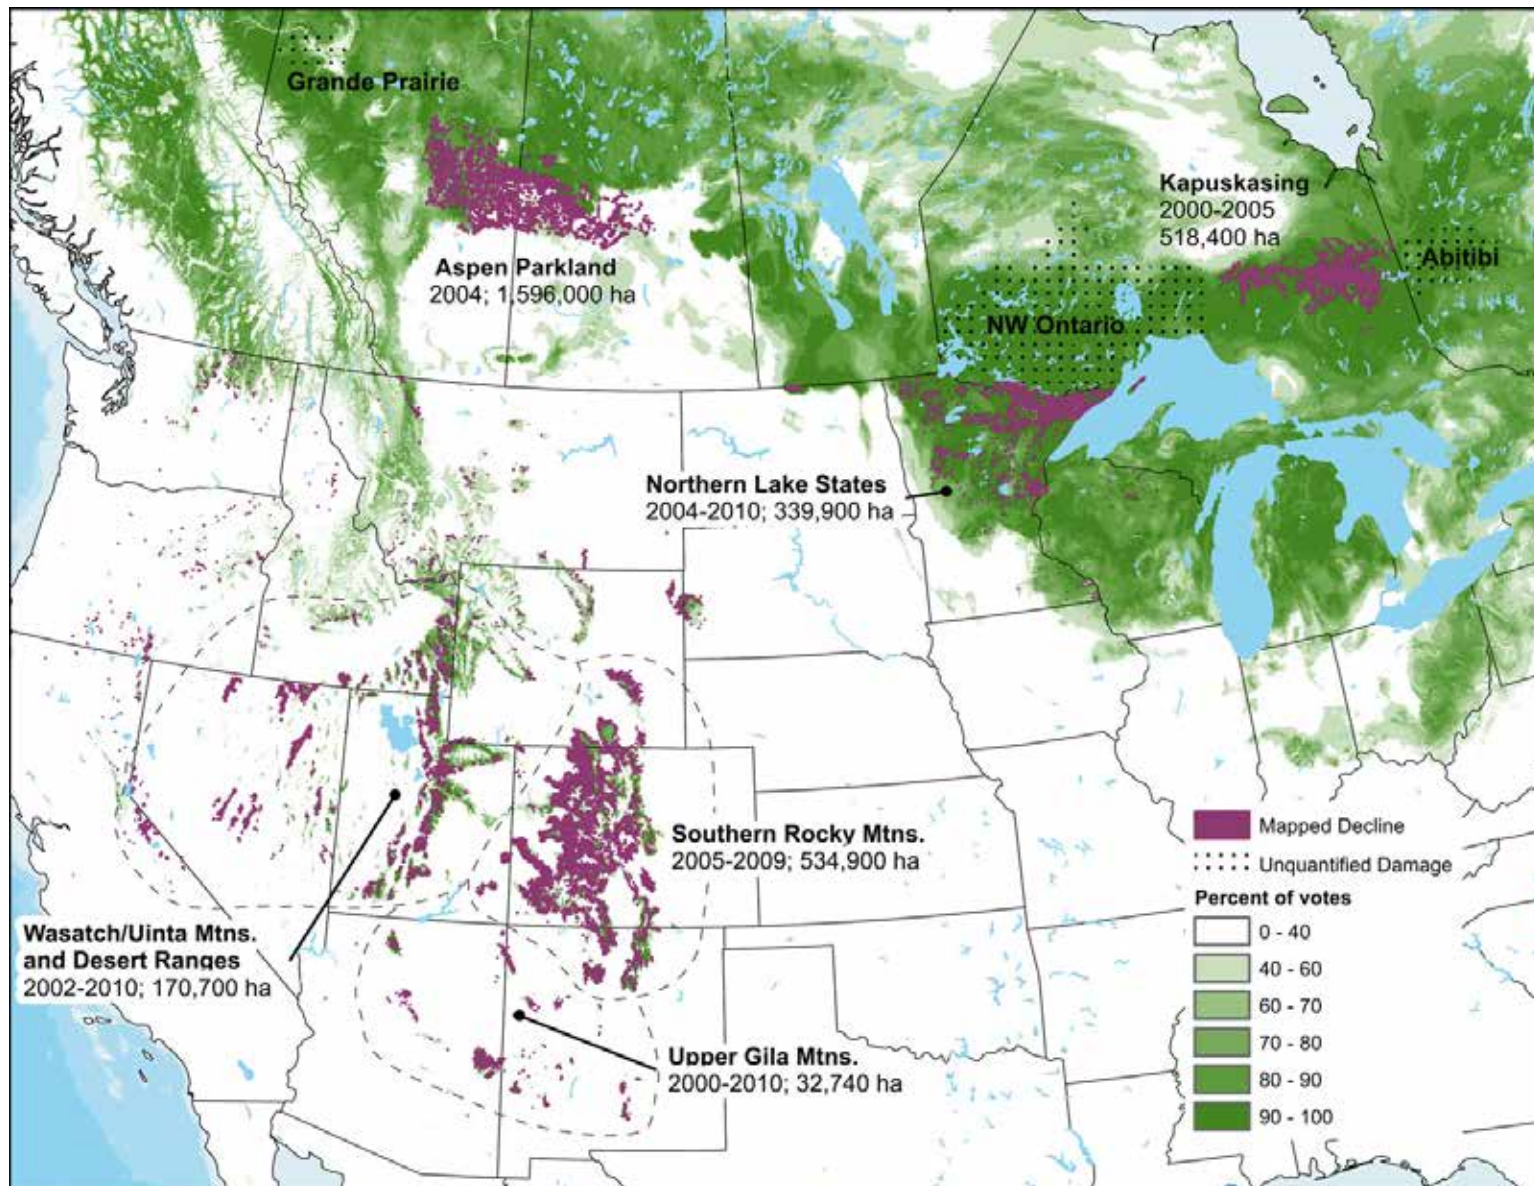 Grande Prairie
Kapuskasing
2000-2005
518,400 ha
Abitibi
Aspen Parkland
2004; 1,596,000 ha
NW Ontario
Northern Lake States
2004-2010; 339,900 ha
Southern Rocky Mtns.
2005-2009; 534,900 ha
Wasatch/Uinta Mtns.
and Desert Ranges
2002-2010; 170,700 ha
Upper Gila Mtns.
2000-2010; 32,740 ha
Mapped Decline
Unquantified Damage
Percent of votes
0 - 40
40 - 60
60 - 70
70 - 80
80 - 90
90 - 100